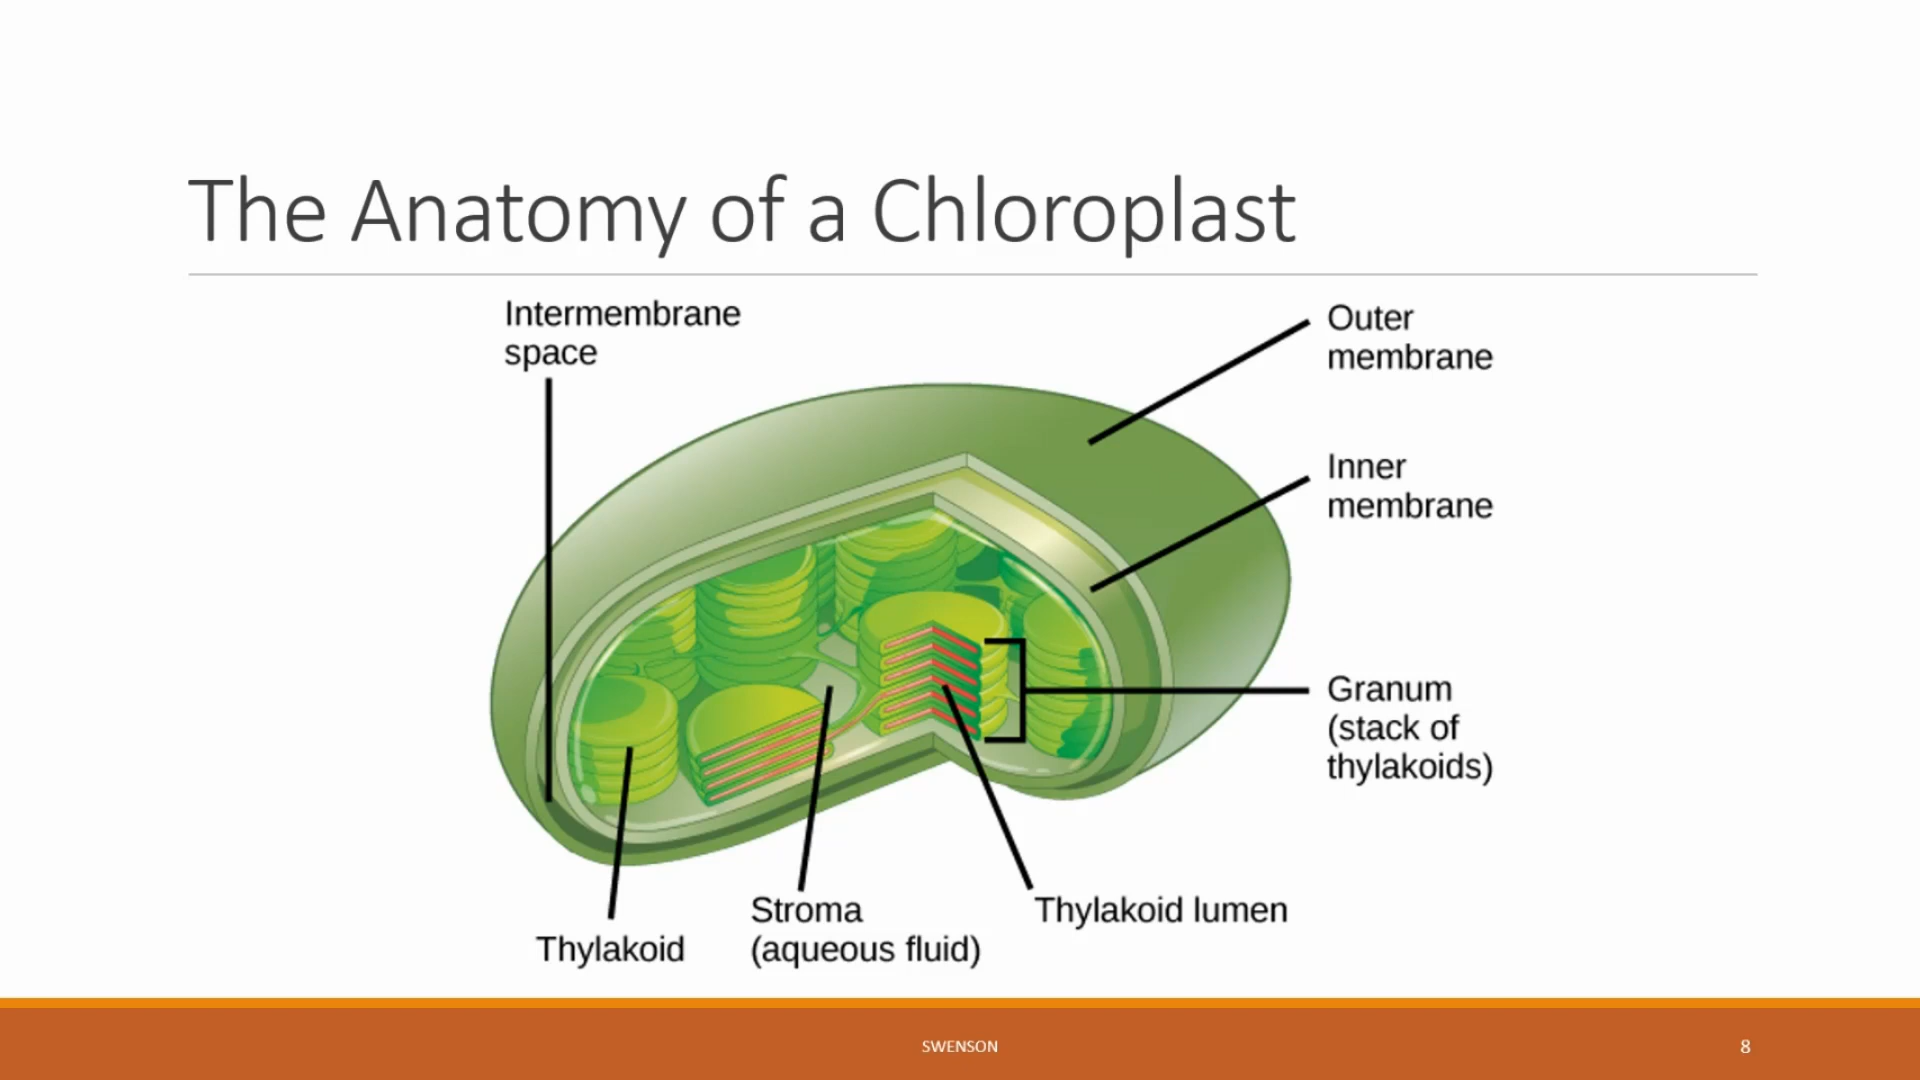 The Anatomy of a Chloroplast
Intermembrane
space
Outer
membrane
Inner
membrane
Granum
(stack of
thylakoids)
Thylakoid lumen
Stroma
(aqueous fluid)
Thylakoid
SWENSON
8